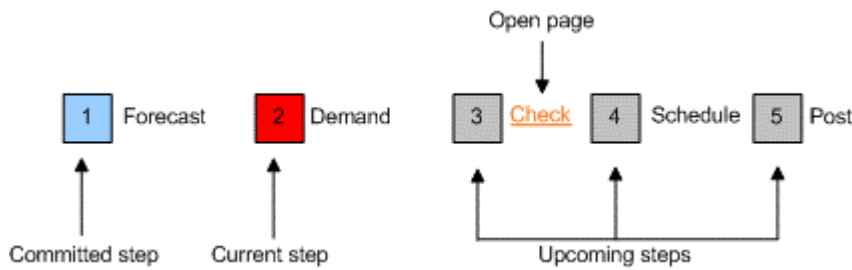 Open page
1 Forecast 2 Demand 3 Check 4 Schedule 5 Post
Committed step Current step Upcoming steps